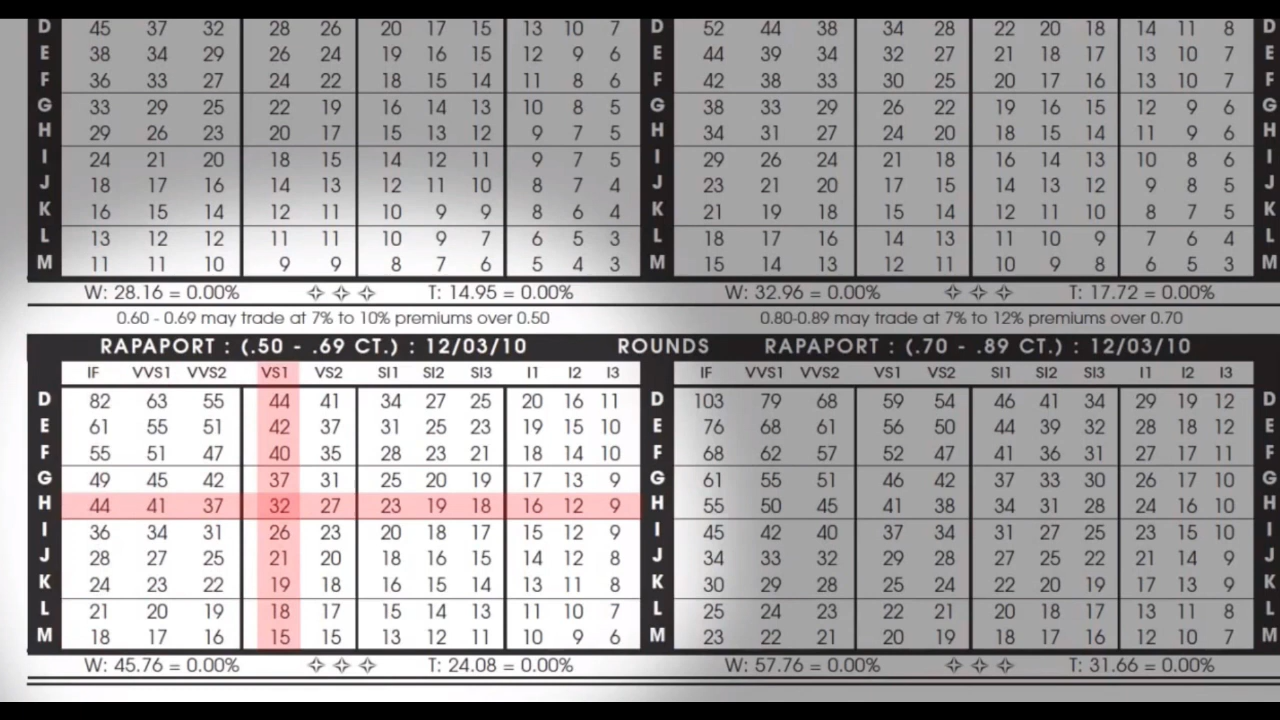 D 45 37 32 28 26 20 17 15 13 10 7 D 52 44 38 34 28 22 20 18 14 11 8 D
E 38 34 29 26 24 19 16 15 12 9 6 E 44 39 34 32 27 21 18 17 13 10 7 E
F 36 33 27 24 22 18 15 14 11 8 6 F 42 38 33 30 25 20 17 16 13 10 7 F
G 33 29 25 22 19 16 14 13 10 8 5 G 38 33 29 26 22 19 16 15 12 9 6 G
H 29 26 23 20 17 15 13 12 9 7 5 H 34 31 27 24 20 18 15 14 11 9 6 H
I 24 21 20 18 15 14 12 11 9 7 5 I 29 26 24 21 18 16 14 13 10 8 6 I
J 18 17 16 14 13 12 11 10 8 7 4 J 23 21 20 17 15 14 13 12 9 8 5 J
K 16 15 14 12 11 10 9 9 8 6 4 K 21 19 18 15 14 12 11 10 8 7 5 K
L 13 12 12 11 11 10 9 7 6 5 3 L 18 17 16 14 13 11 10 9 7 6 4 L
M 11 11 10 9 9 8 7 6 5 4 3 M 15 14 13 12 11 10 9 8 6 5 3 M
W: 28.16 = 0.00% T: 14.95 = 0.00% W: 32.96 = 0.00% T: 17.72 = 0.00%
0.60 - 0.69 may trade at 7% to 10% premiums over 0.50 0.80-0.89 may trade at 7% to 12% premiums over 0.70
RAPAPORT : (.50 - .69 CT.) : 12/03/10 ROUNDS RAPAPORT : (.70 - .89 CT.) : 12/03/10
IF VVS1 VVS2 VS1 VS2 SI1 SI2 SI3 I1 I2 I3 IF VVS1 VVS2 VS1 VS2 SI1 SI2 SI3 I1 I2 I3
D 82 63 55 44 41 34 27 25 20 16 11 D 103 79 68 59 54 46 41 34 29 19 12 D
E 61 55 51 42 37 31 25 23 19 15 10 E 76 68 61 56 50 44 39 32 28 18 12 E
F 55 51 47 40 35 28 23 21 18 14 10 F 68 62 57 52 47 41 36 31 27 17 11 F
G 49 45 42 37 31 25 20 19 17 13 9 G 61 55 51 46 42 37 33 30 26 17 10 G
H 44 41 37 32 27 23 19 18 16 12 9 H 55 50 45 41 38 34 31 28 24 16 10 H
I 36 34 31 26 23 20 18 17 15 12 9 I 45 42 40 37 34 31 27 25 23 15 10 I
J 28 27 25 21 20 18 16 15 14 12 8 J 34 33 32 29 28 27 25 22 21 14 9 J
K 24 23 22 19 18 16 15 14 13 11 8 K 30 29 28 25 24 22 20 19 17 13 9 K
L 21 20 19 18 17 15 14 13 11 10 7 L 25 24 23 22 21 20 18 17 13 11 8 L
M 18 17 16 15 15 13 12 11 10 9 6 M 23 22 21 20 19 18 17 16 12 10 7 M
W: 45.76 = 0.00% T: 24.08 = 0.00% W: 57.76 = 0.00% T: 31.66 = 0.00%